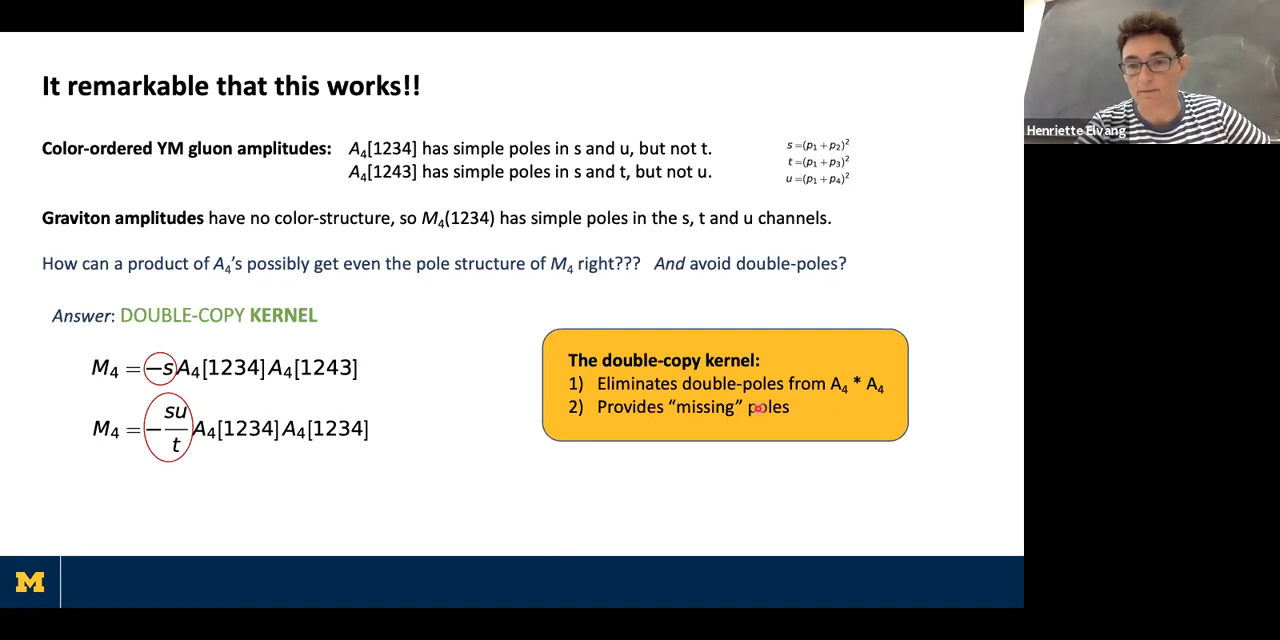 It remarkable that this works!!
Henriette Elvang
Color-ordered YM gluon amplitudes: A₄[1234] has simple poles in s and u, but not t.
A₄[1243] has simple poles in s and t, but not u.
s =(p₁ + p₂)²
t =(p₁ + p₃)²
u =(p₁ + p₄)²
Graviton amplitudes have no color-structure, so M₄(1234) has simple poles in the s, t and u channels.
How can a product of A₄'s possibly get even the pole structure of M₄ right??? And avoid double-poles?
Answer: DOUBLE-COPY KERNEL
M₄ = −s A₄[1234] A₄[1243]
M₄ = − su/t A₄[1234] A₄[1234]
The double-copy kernel:
1) Eliminates double-poles from A₄ * A₄
2) Provides "missing" poles
M